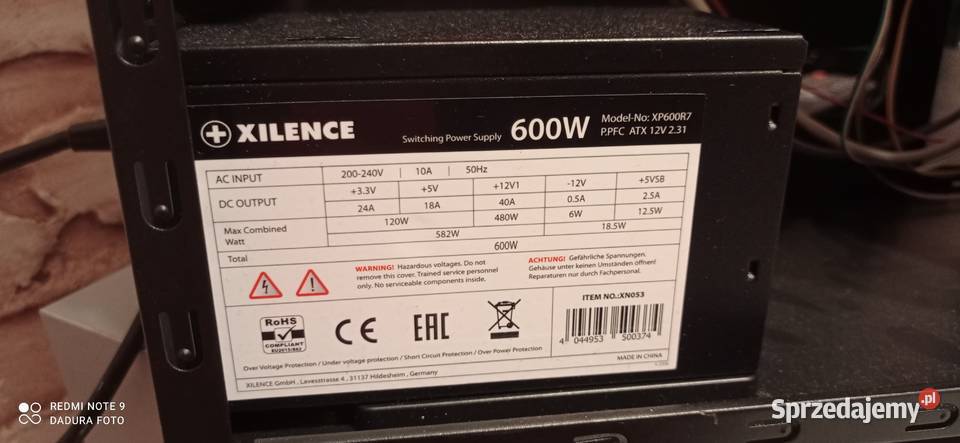 XILENCE
Switching Power Supply 600W Model-No: XP600R7
P.PFC ATX 12V 2.31
AC INPUT 200-240V | 10A | 50Hz
DC OUTPUT +3.3V +5V +12V1 -12V +5VSB
24A 18A 40A 0.5A 2.5A
Max Combined Watt 120W 480W 6W 12.5W
582W 18.5W
Total 600W
WARNING! Hazardous voltages. Do not
remove this cover. Trained service personnel
only. No serviceable components inside.
ACHTUNG! Gefährliche Spannungen,
Gehäuse unter keinen Umständen öffnen!
Reparaturen nur durch Fachpersonal.
RoHS
COMPLIANT
CE
EAC
ITEM NO.:XN053
4 044953 500374
Over Voltage Protection / Under voltage protection / Short Circuit Protection / Over Power Protection
MADE IN CHINA
XILENCE GmbH , Lavesstrasse 4 , 31137 Hildesheim , Germany
REDMI NOTE 9
DADURA FOTO
Sprzedajemy.pl